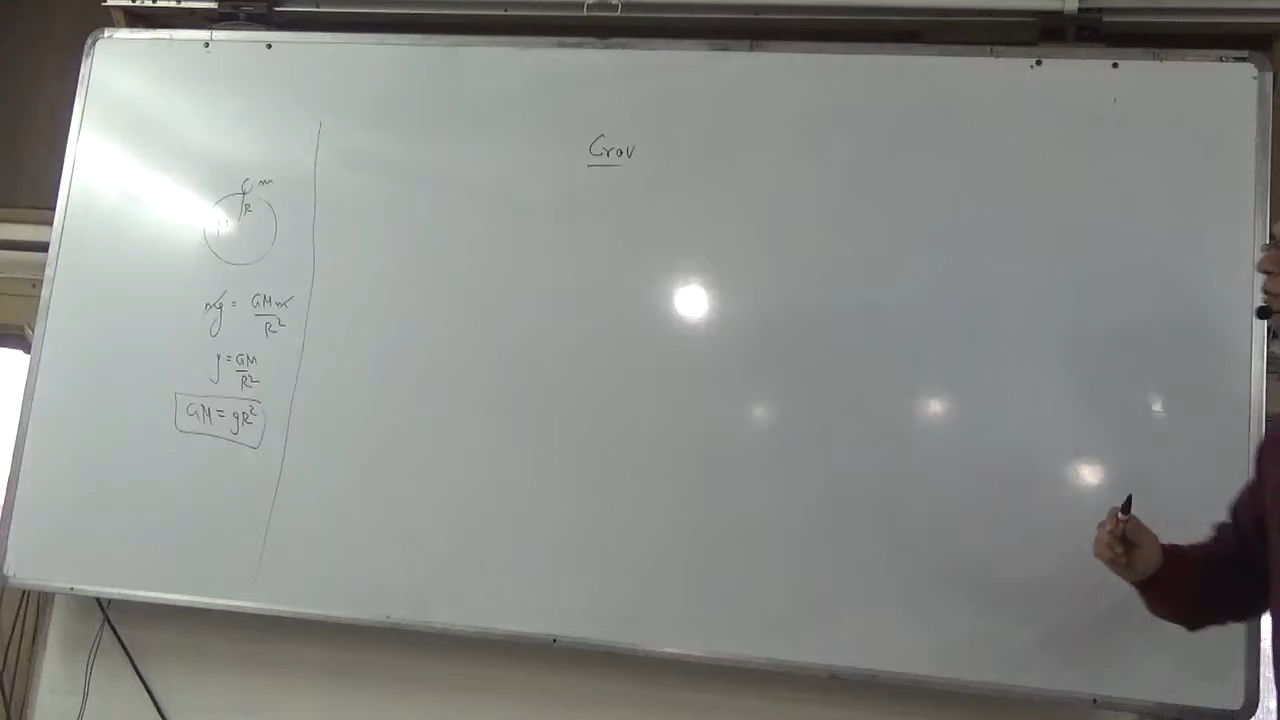 Grav
m
R
mg = GMm/R²
g = GM/R²
GM = gR²